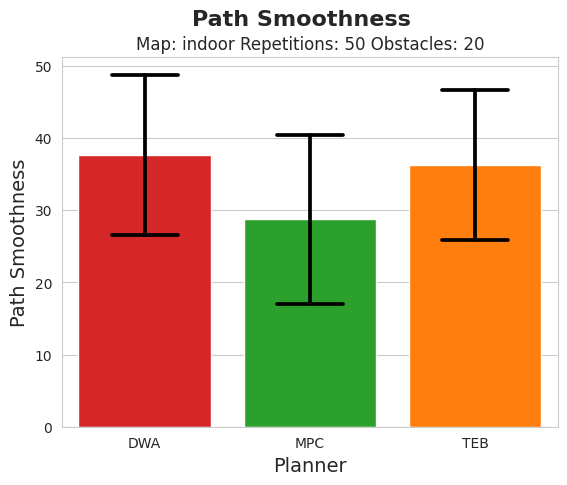 Path Smoothness
Map: indoor Repetitions: 50 Obstacles: 20
50
40
30
20
10
0
Path Smoothness
DWA MPC TEB
Planner